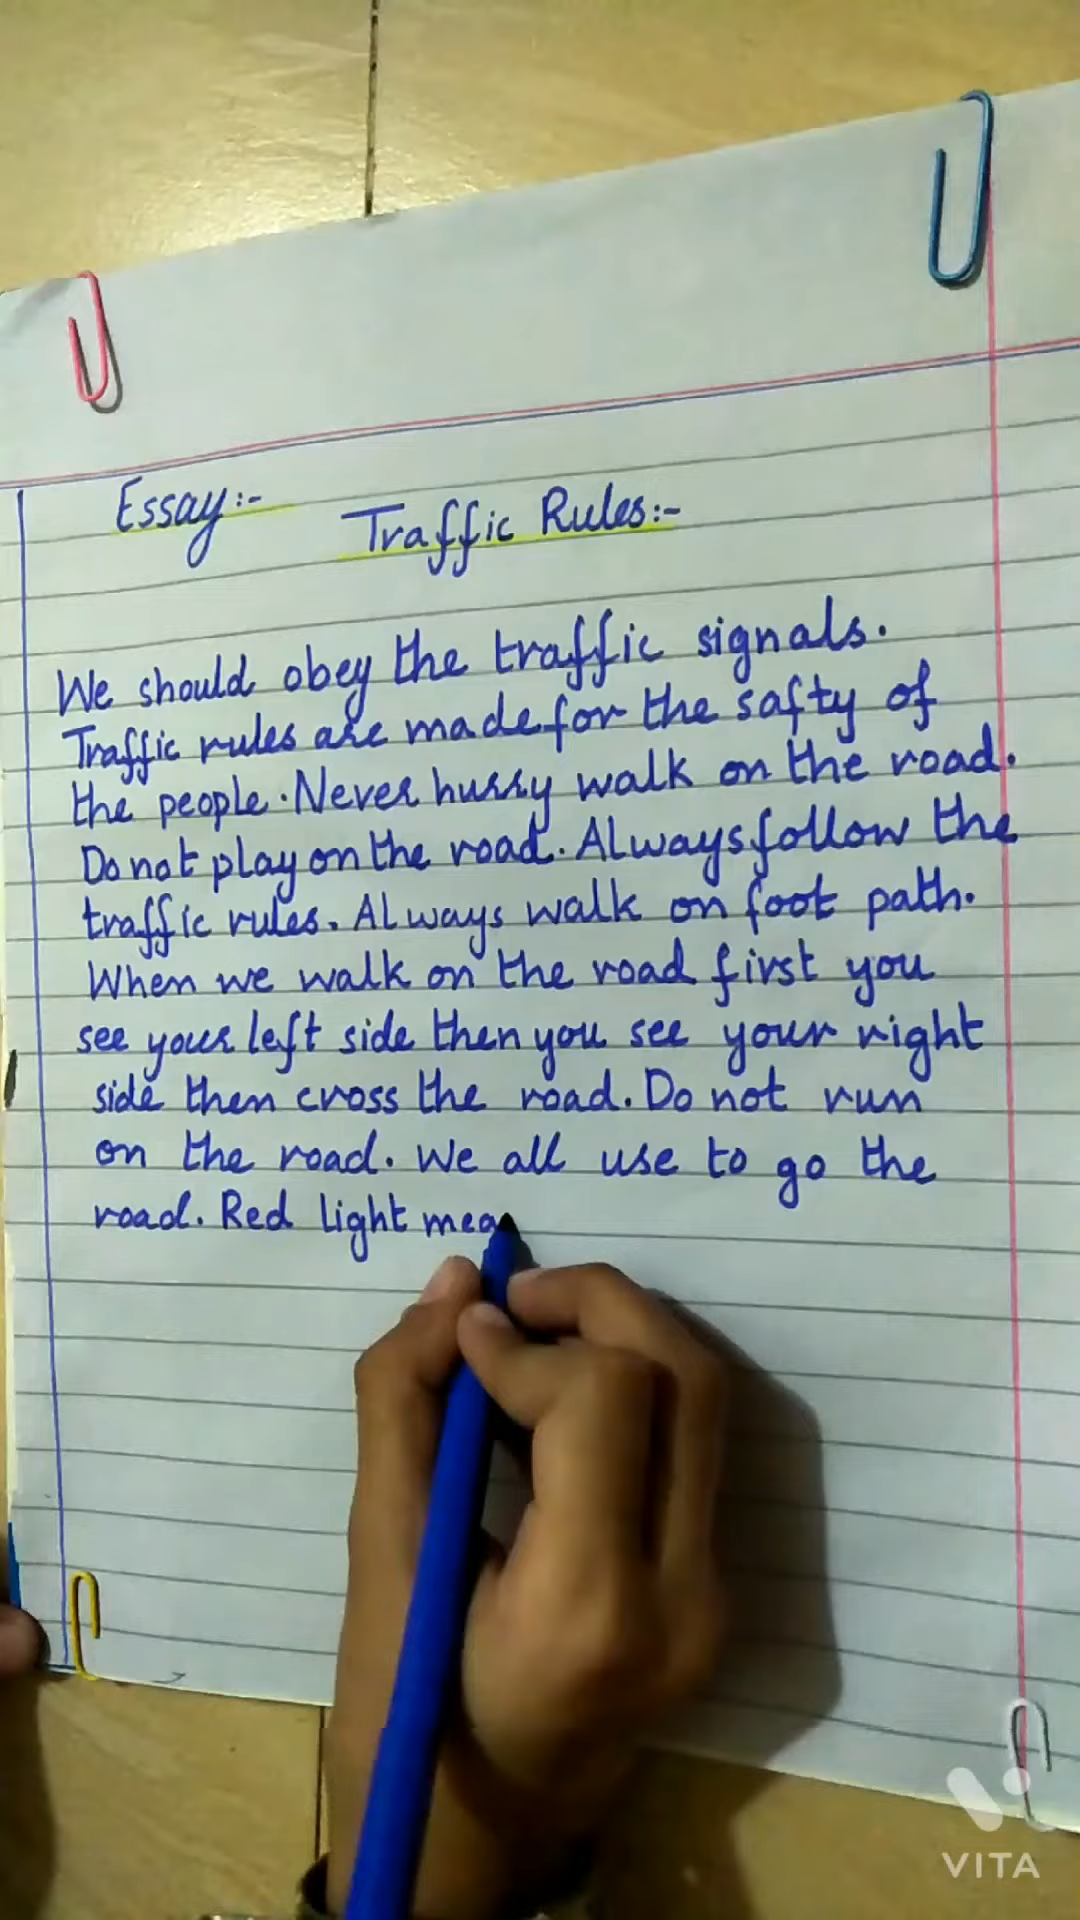 Essay:-
Traffic Rules:-
We should obey the traffic signals.
Traffic rules are made for the safty of
the people. Never hurry walk on the road.
Do not play on the road. Always follow the
traffic rules. Always walk on foot path.
When we walk on the road first you
see your left side then you see your right
side then cross the road. Do not run
on the road. We all use to go the
road. Red light mea
VITA